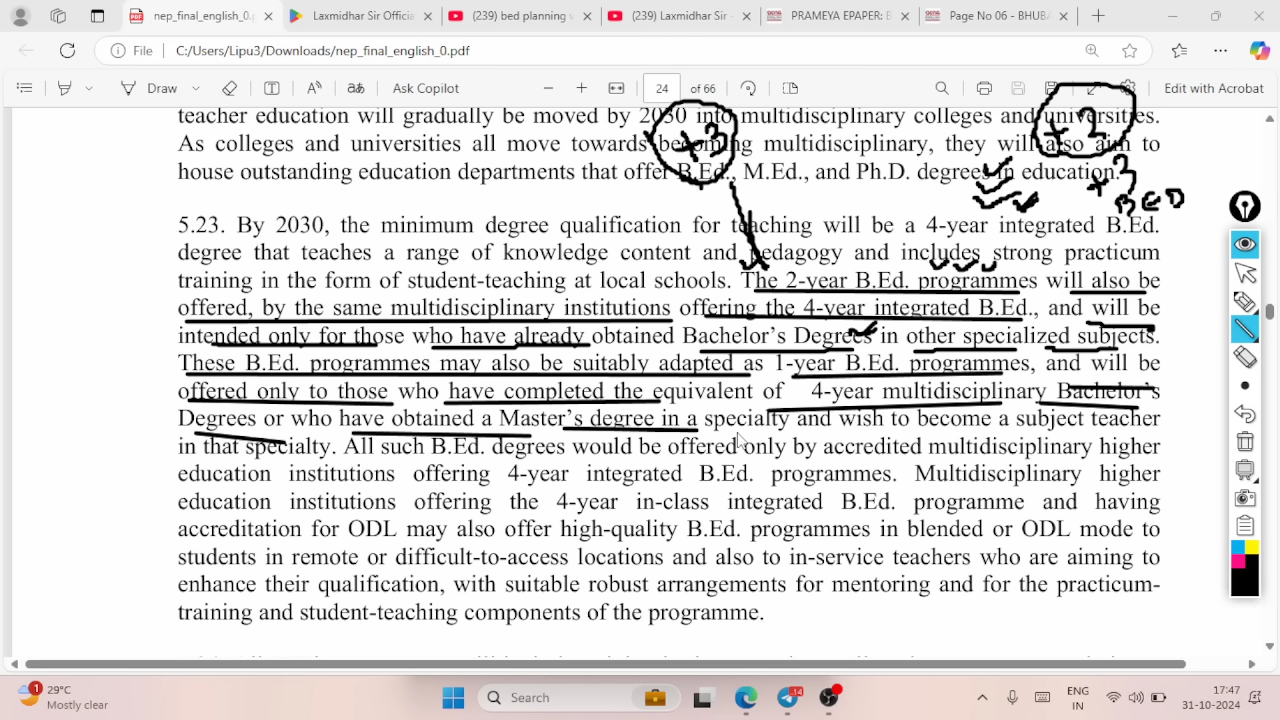 nep_final_english_0.p
Laxmidhar Sir Officia
(239) bed planning v
(239) Laxmidhar Sir -
PRAMEYA EPAPER: B
Page No 06 - BHUBA
File
C:/Users/Lipu3/Downloads/nep_final_english_0.pdf
Draw
aあ
Ask Copilot
24
of 66
Edit with Acrobat
teacher education will gradually be moved by 2030 into multidisciplinary colleges and universities.
As colleges and universities all move towards becoming multidisciplinary, they will also aim to
house outstanding education departments that offer B.Ed., M.Ed., and Ph.D. degrees in education.
+3
+2
+3
BED
5.23. By 2030, the minimum degree qualification for teaching will be a 4-year integrated B.Ed.
degree that teaches a range of knowledge content and pedagogy and includes strong practicum
training in the form of student-teaching at local schools. The 2-year B.Ed. programmes will also be
offered, by the same multidisciplinary institutions offering the 4-year integrated B.Ed., and will be
intended only for those who have already obtained Bachelor's Degrees in other specialized subjects.
These B.Ed. programmes may also be suitably adapted as 1-year B.Ed. programmes, and will be
offered only to those who have completed the equivalent of 4-year multidisciplinary Bachelor's
Degrees or who have obtained a Master's degree in a specialty and wish to become a subject teacher
in that specialty. All such B.Ed. degrees would be offered only by accredited multidisciplinary higher
education institutions offering 4-year integrated B.Ed. programmes. Multidisciplinary higher
education institutions offering the 4-year in-class integrated B.Ed. programme and having
accreditation for ODL may also offer high-quality B.Ed. programmes in blended or ODL mode to
students in remote or difficult-to-access locations and also to in-service teachers who are aiming to
enhance their qualification, with suitable robust arrangements for mentoring and for the practicum-
training and student-teaching components of the programme.
1
29°C
Mostly clear
Search
14
ENG
IN
17:47
31-10-2024